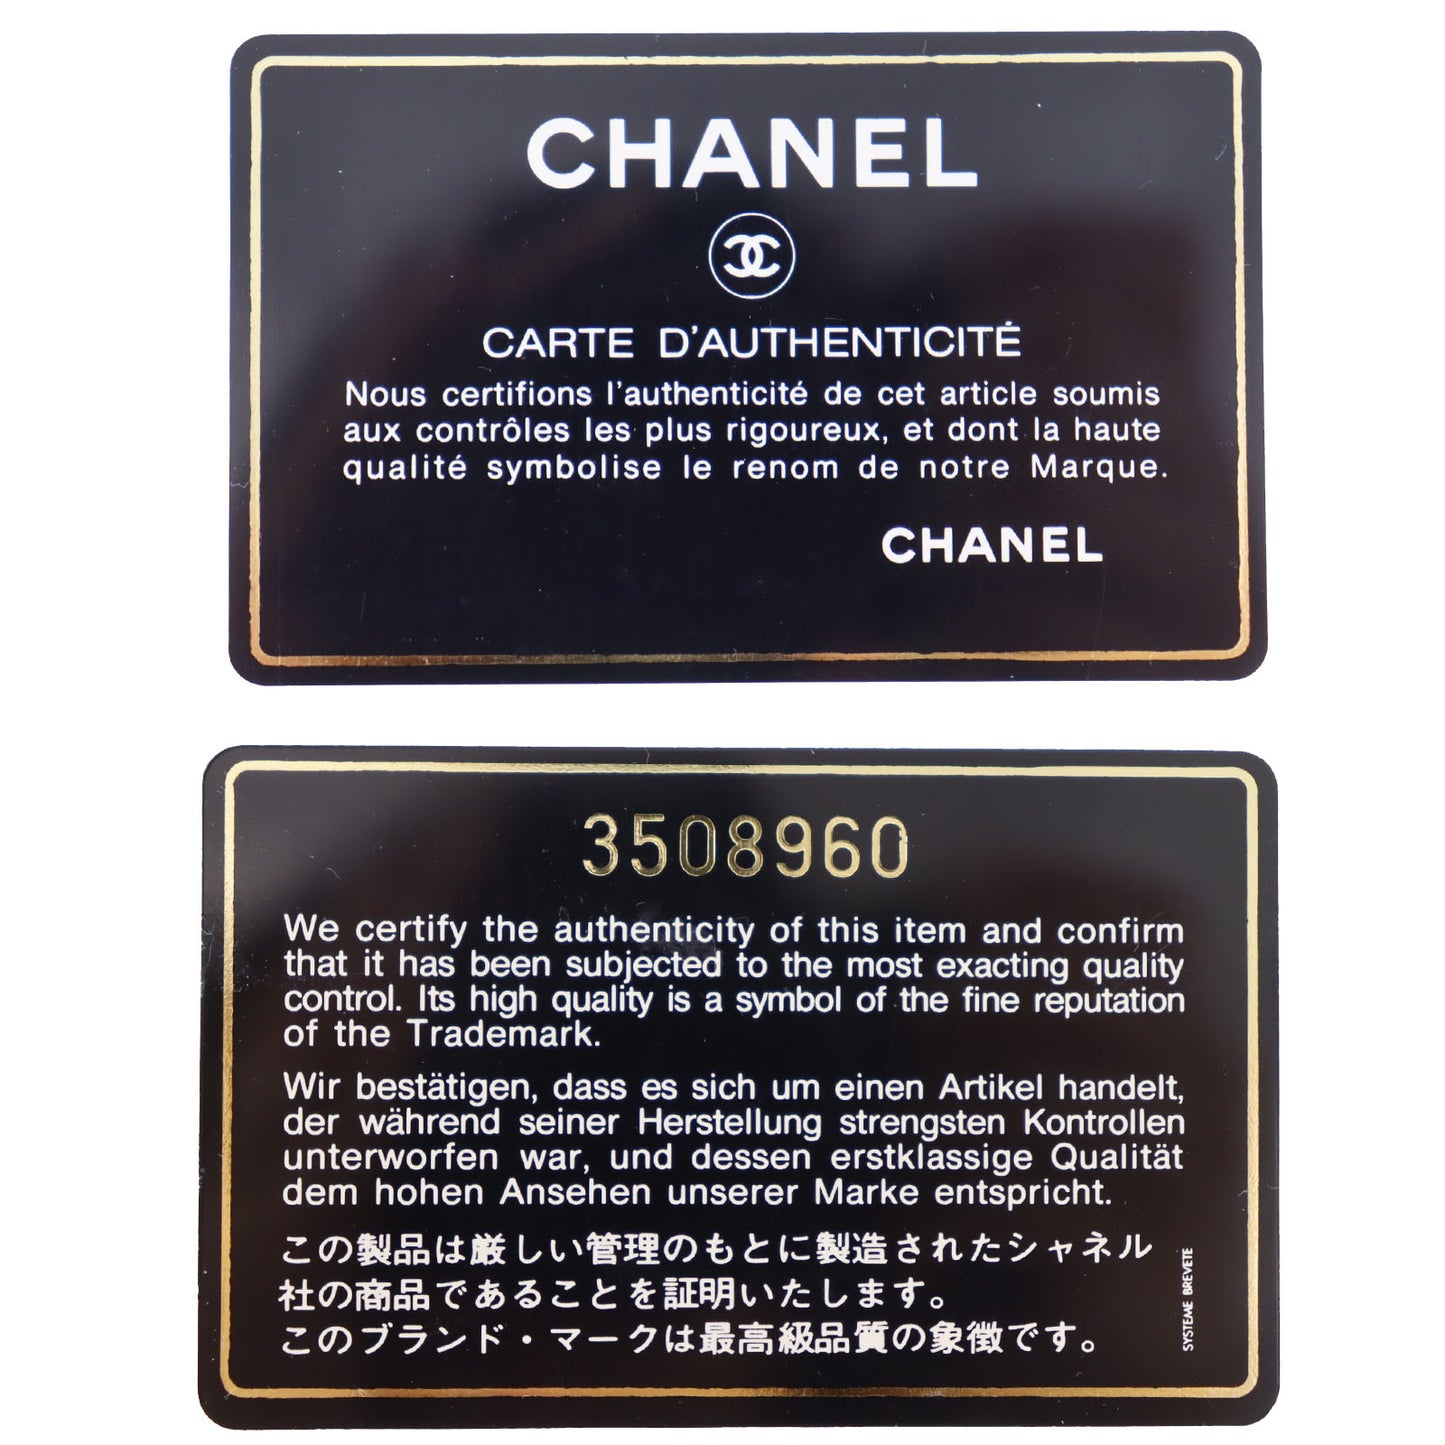 CHANEL
CARTE D'AUTHENTICITÉ
Nous certifions l'authenticité de cet article soumis
aux contrôles les plus rigoureux, et dont la haute
qualité symbolise le renom de notre Marque.
CHANEL
3508960
We certify the authenticity of this item and confirm
that it has been subjected to the most exacting quality
control. Its high quality is a symbol of the fine reputation
of the Trademark.
Wir bestätigen, dass es sich um einen Artikel handelt,
der während seiner Herstellung strengsten Kontrollen
unterworfen war, und dessen erstklassige Qualität
dem hohen Ansehen unserer Marke entspricht.
この製品は厳しい管理のもとに製造されたシャネル
社の商品であることを証明いたします。
このブランド・マークは最高級品質の象徴です。
SYSTEME BREVETE